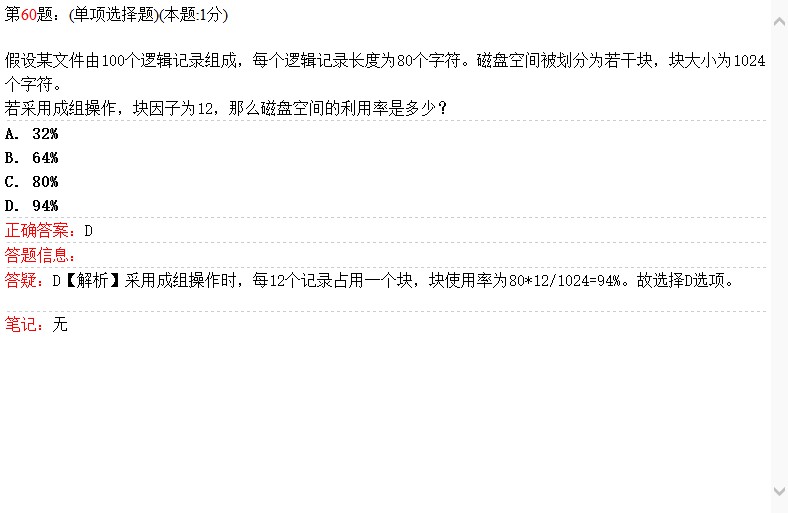 第60题：(单项选择题)(本题:1分)
假设某文件由100个逻辑记录组成，每个逻辑记录长度为80个字符。磁盘空间被划分为若干块，块大小为1024
个字符。
若采用成组操作，块因子为12，那么磁盘空间的利用率是多少？
A. 32%
B. 64%
C. 80%
D. 94%
正确答案：D
答题信息：
答疑：D【解析】采用成组操作时，每12个记录占用一个块，块使用率为80*12/1024=94%。故选择D选项。
笔记：无